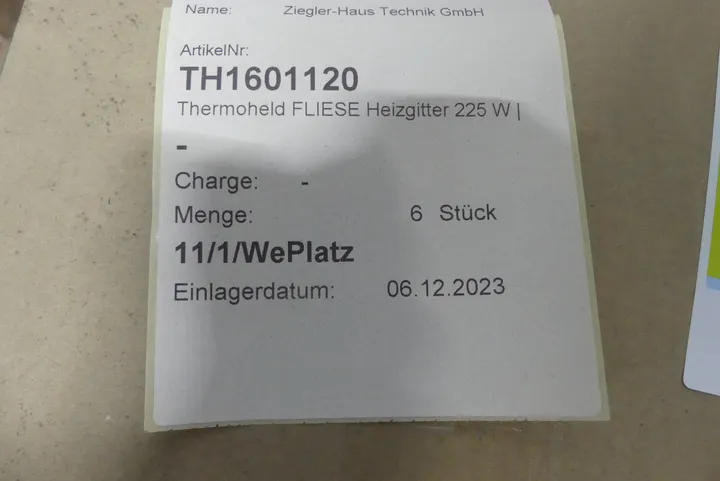 Name: Ziegler-Haus Technik GmbH
ArtikelNr:
TH1601120
Thermoheld FLIESE Heizgitter 225 W |
-
Charge: -
Menge: 6 Stück
11/1/WePlatz
Einlagerdatum: 06.12.2023